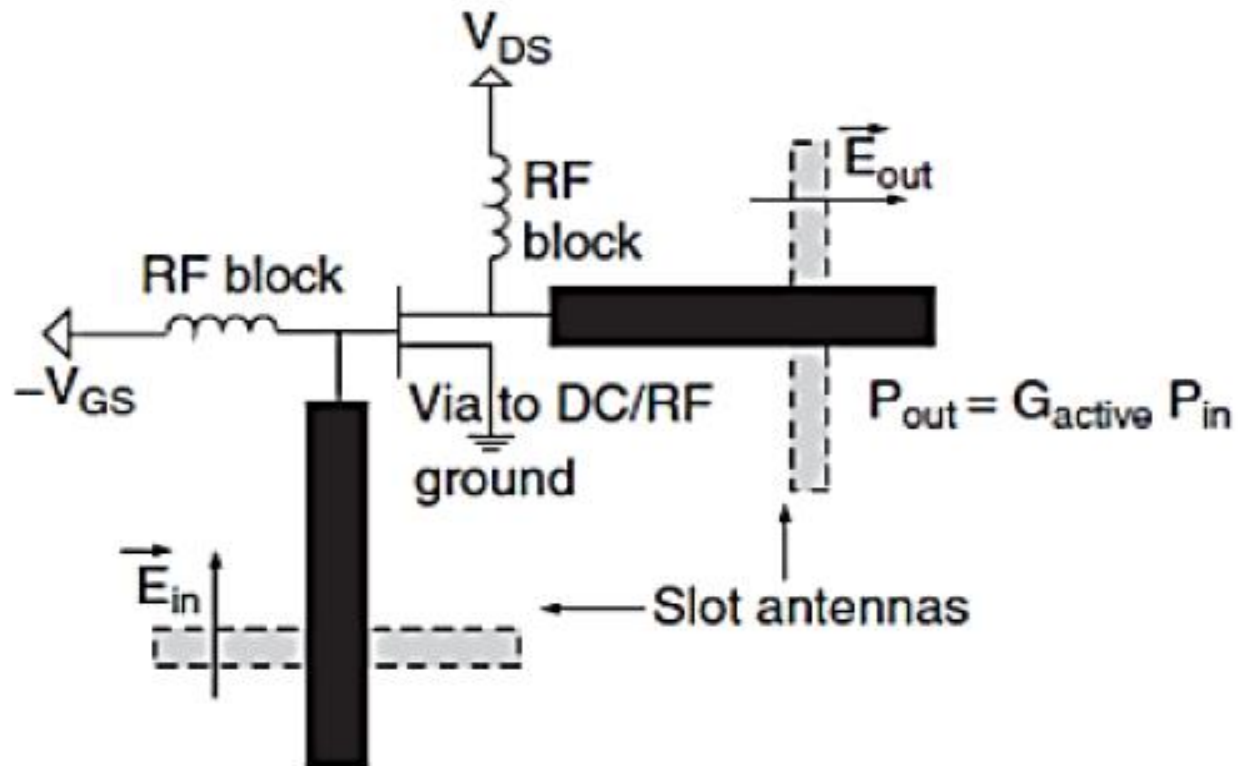 V_DS
RF
block
E_out
RF block
–V_GS
Via to DC/RF
ground
P_out = G_active P_in
E_in
Slot antennas